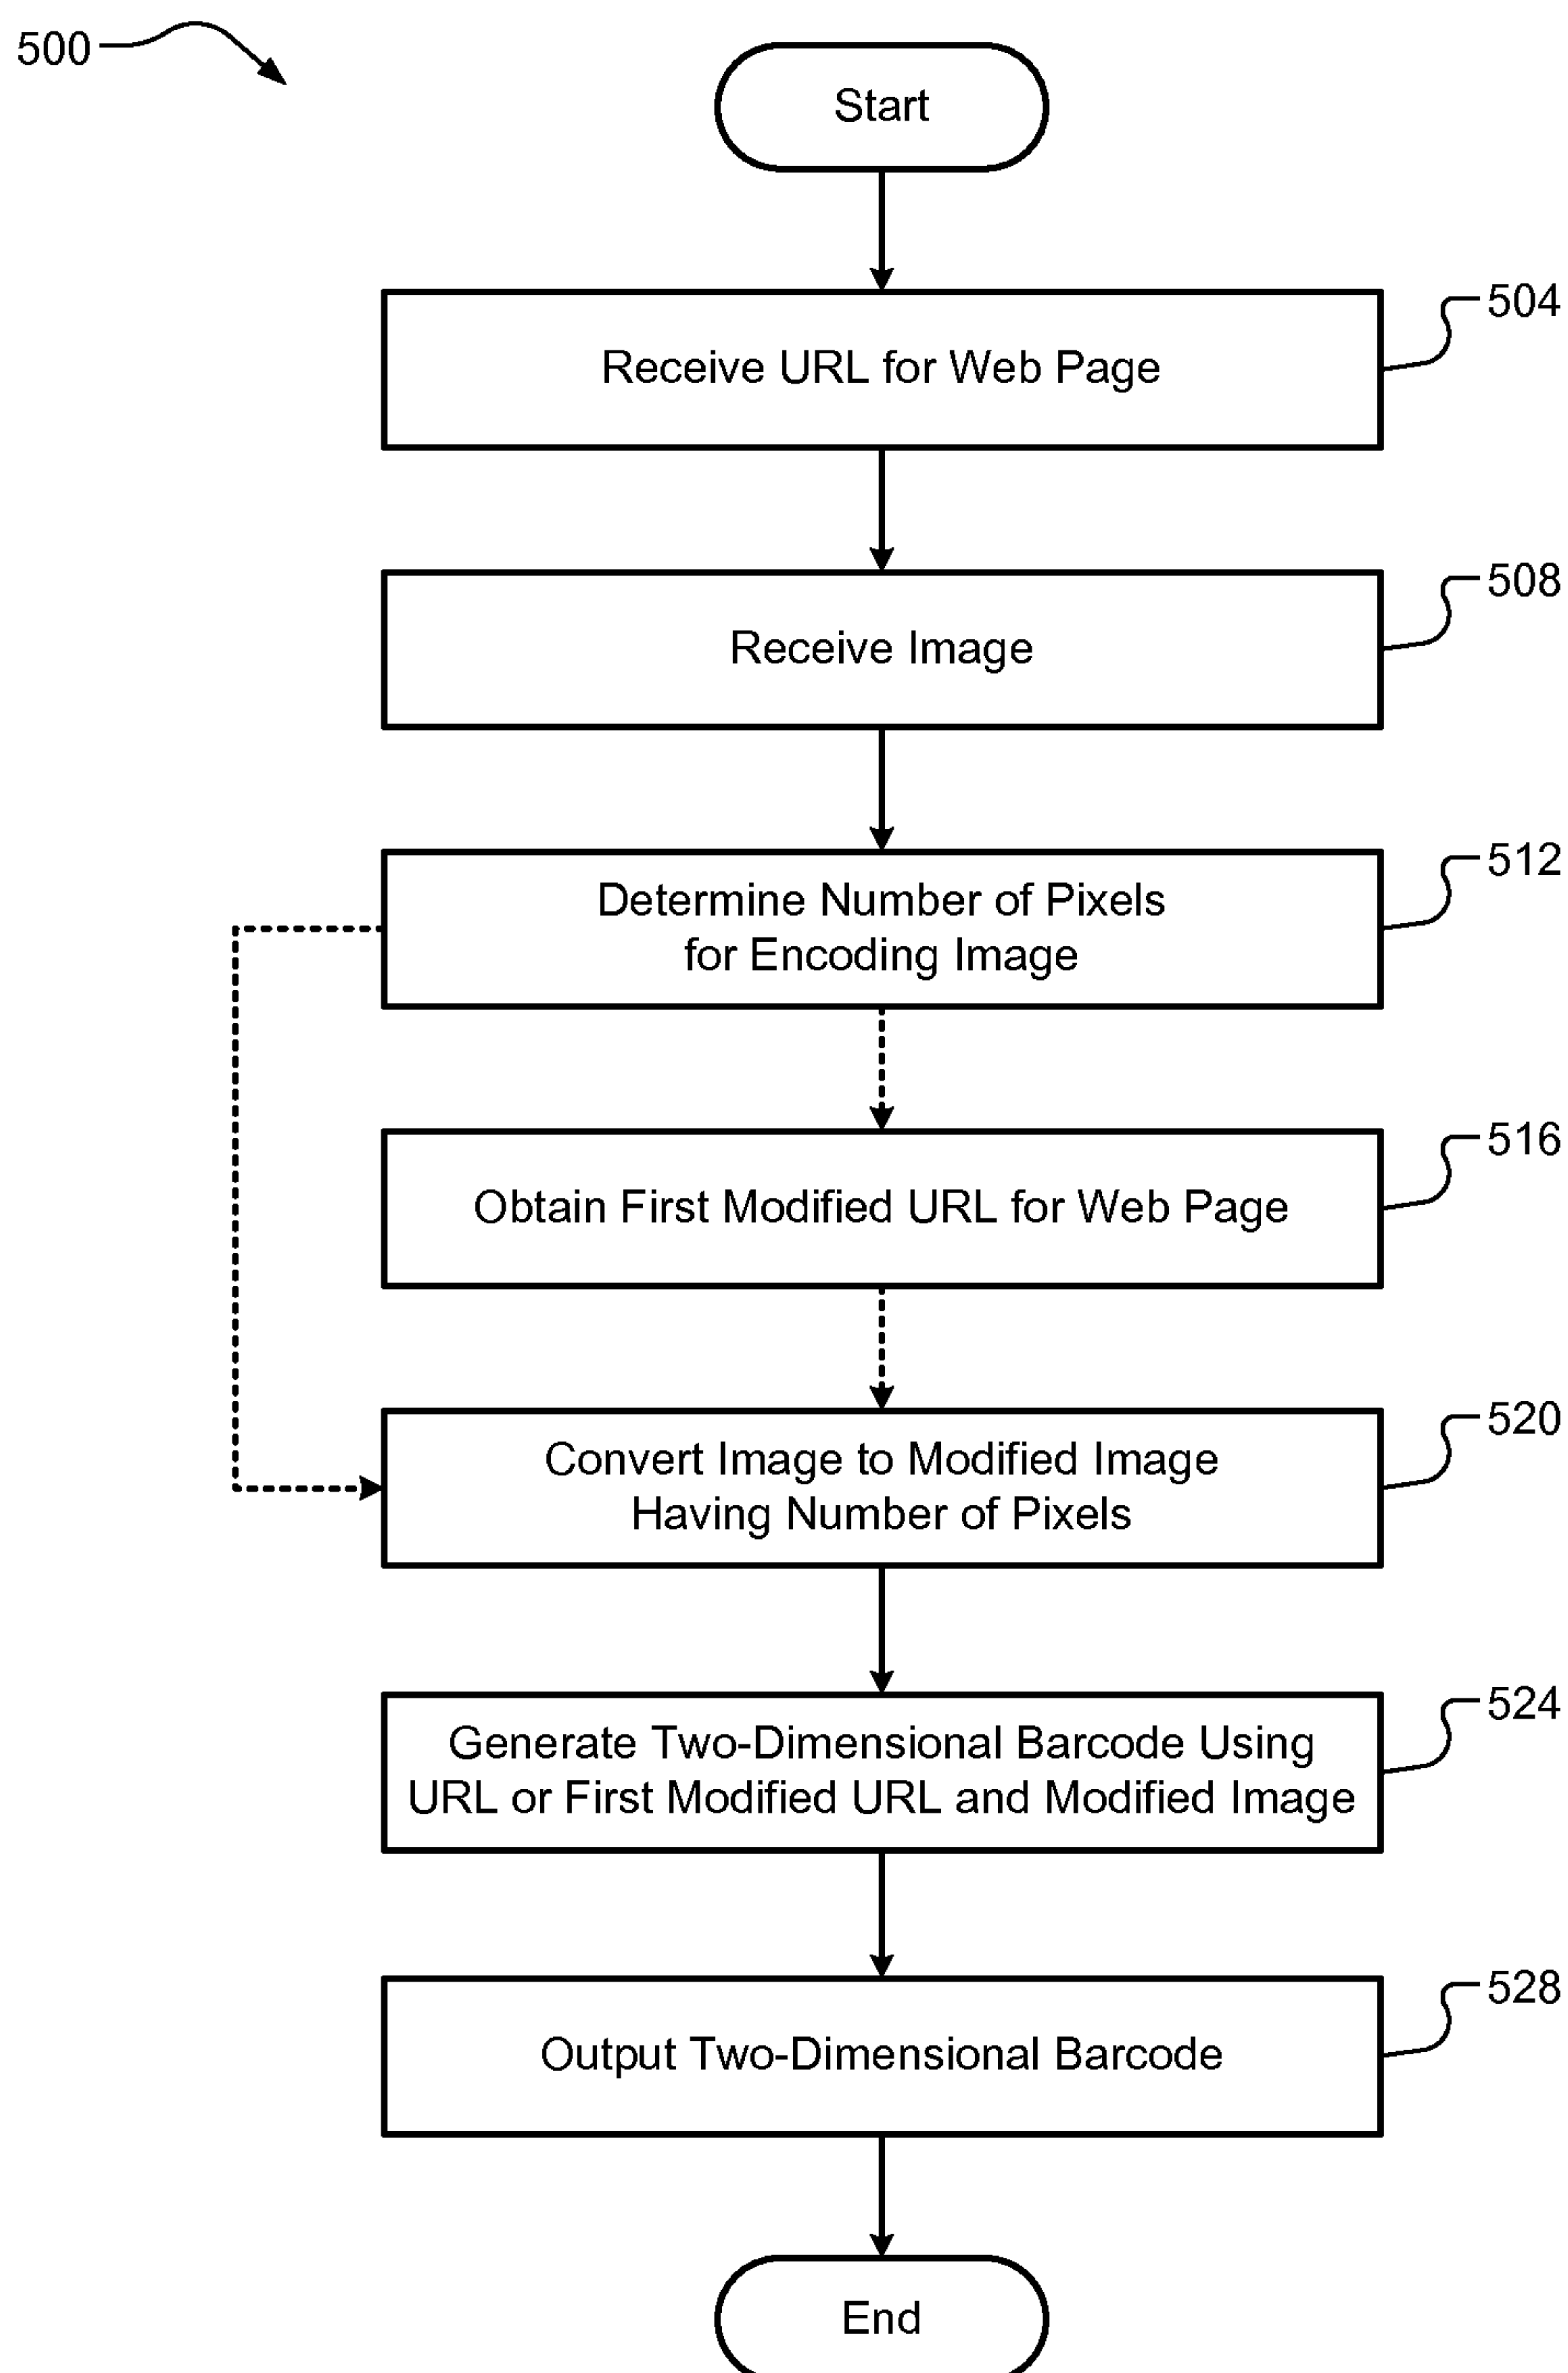 500
Start
Receive URL for Web Page
504
Receive Image
508
Determine Number of Pixels
for Encoding Image
512
Obtain First Modified URL for Web Page
516
Convert Image to Modified Image
Having Number of Pixels
520
Generate Two-Dimensional Barcode Using
URL or First Modified URL and Modified Image
524
Output Two-Dimensional Barcode
528
End